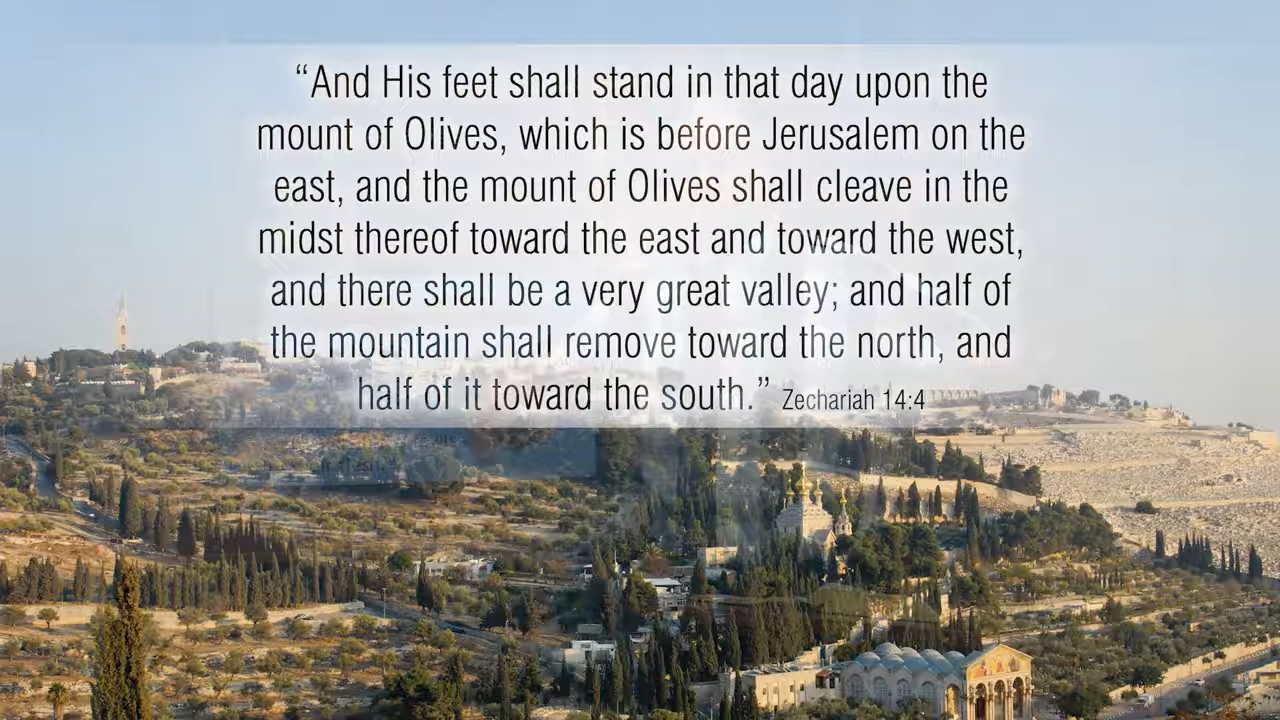 “And His feet shall stand in that day upon the
mount of Olives, which is before Jerusalem on the
east, and the mount of Olives shall cleave in the
midst thereof toward the east and toward the west,
and there shall be a very great valley; and half of
the mountain shall remove toward the north, and
half of it toward the south.” Zechariah 14:4